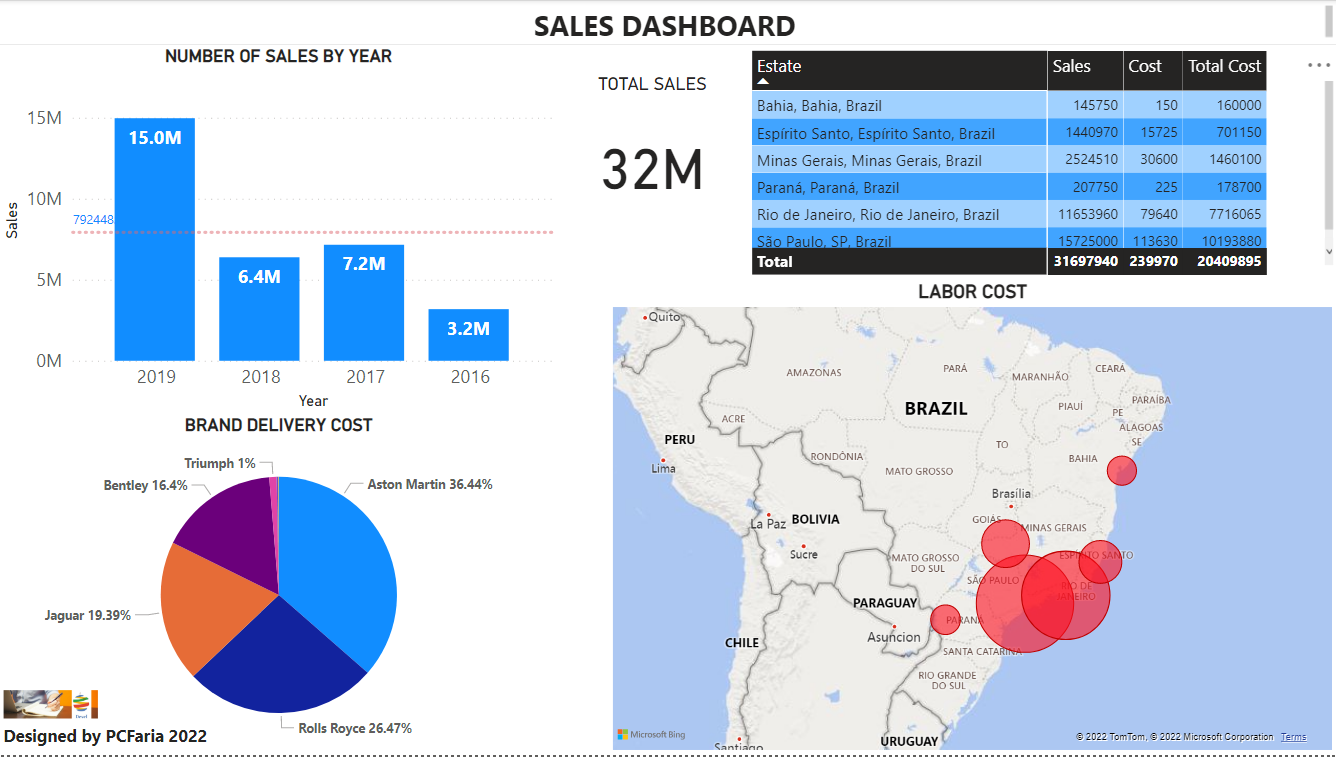 SALES DASHBOARD
NUMBER OF SALES BY YEAR
Sales
15M
10M
5M
0M
792448
15.0M
6.4M
7.2M
3.2M
2019 2018 2017 2016
Year
TOTAL SALES
32M
Estate Sales Cost Total Cost
Bahia, Bahia, Brazil 145750 150 160000
Espírito Santo, Espírito Santo, Brazil 1440970 15725 701150
Minas Gerais, Minas Gerais, Brazil 2524510 30600 1460100
Paraná, Paraná, Brazil 207750 225 178700
Rio de Janeiro, Rio de Janeiro, Brazil 11653960 79640 7716065
São Paulo, SP, Brazil 15725000 113630 10193880
Total 31697940 239970 20409895
BRAND DELIVERY COST
Triumph 1%
Bentley 16.4%
Aston Martin 36.44%
Jaguar 19.39%
Rolls Royce 26.47%
Designed by PCFaria 2022
LABOR COST
Quito
AMAZONAS
PARÁ
MARANHÃO
CEARÁ
PARAÍBA
PIAUÍ
PE
ALAGOAS
SE
BRAZIL
ACRE
TO
PERU
Lima
RONDÔNIA
MATO GROSSO
BAHIA
Brasília
La Paz
BOLIVIA
GOIÁS
MINAS GERAIS
Sucre
MATO GROSSO
DO SUL
ESPÍRITO SANTO
SÃO PAULO
RIO DE
JANEIRO
PARAGUAY
PARANÁ
Asuncion
CHILE
SANTA CATARINA
RIO GRANDE
DO SUL
URUGUAY
Santiago
Microsoft Bing
© 2022 TomTom, © 2022 Microsoft Corporation Terms